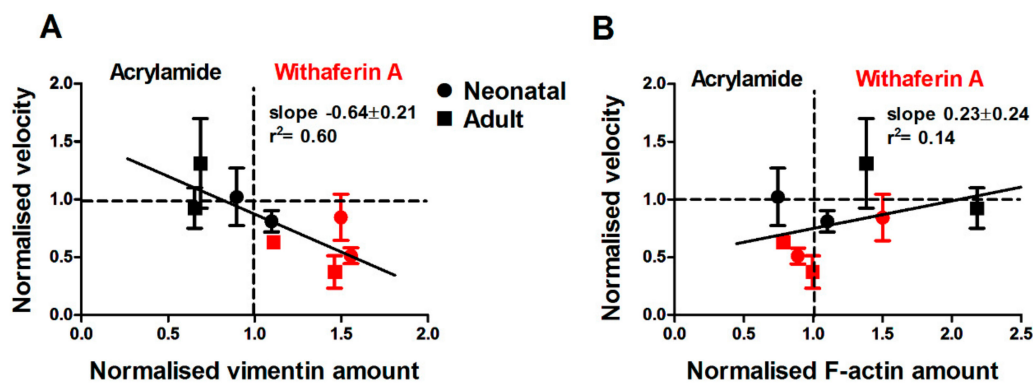 A
Acrylamide
Withaferin A
slope -0.64±0.21
r²= 0.60
Normalised velocity
2.0
1.5
1.0
0.5
0.0
0.0 0.5 1.0 1.5 2.0
Normalised vimentin amount
Neonatal
Adult
B
Acrylamide
Withaferin A
slope 0.23±0.24
r²= 0.14
Normalised velocity
2.0
1.5
1.0
0.5
0.0
0.0 0.5 1.0 1.5 2.0 2.5
Normalised F-actin amount